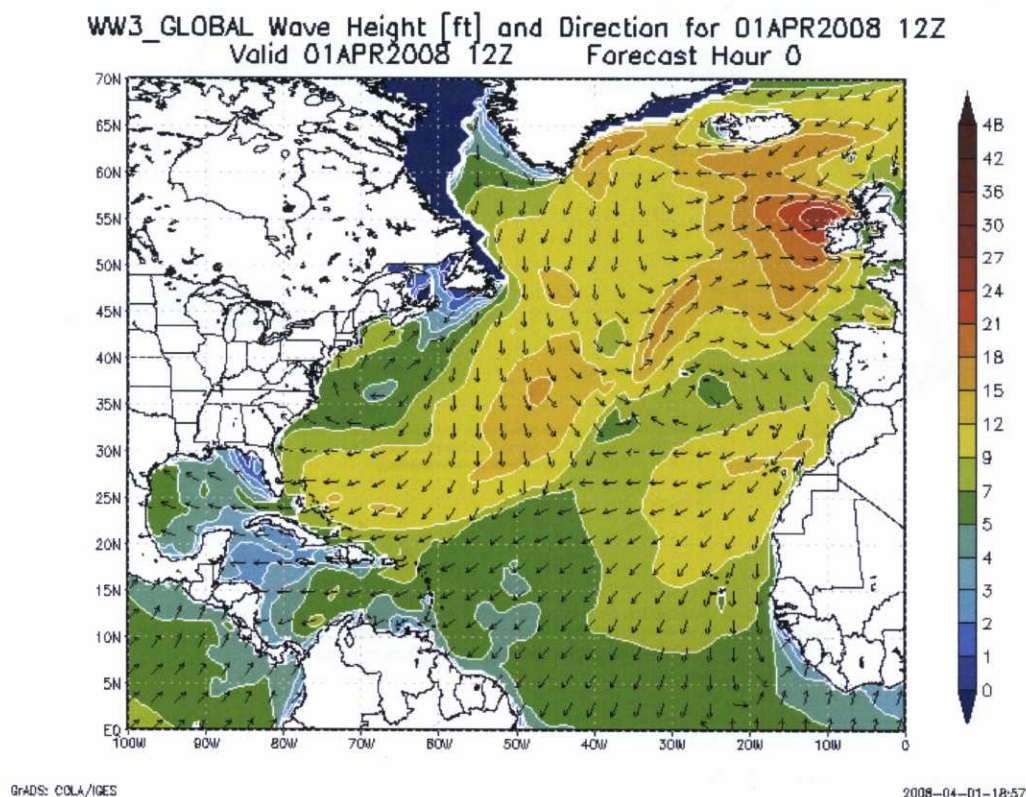 WW3_GLOBAL Wave Height [ft] and Direction for 01APR2008 12Z
Valid 01APR2008 12Z Forecast Hour 0
70N
65N
60N
55N
50N
45N
40N
35N
30N
25N
20N
15N
10N
5N
EQ
100W 90W 80W 70W 60W 50W 40W 30W 20W 10W 0
48
42
36
30
27
24
21
18
15
12
9
7
5
4
3
2
1
0
GrADS: COLA/IGES
2008-04-01-18:57